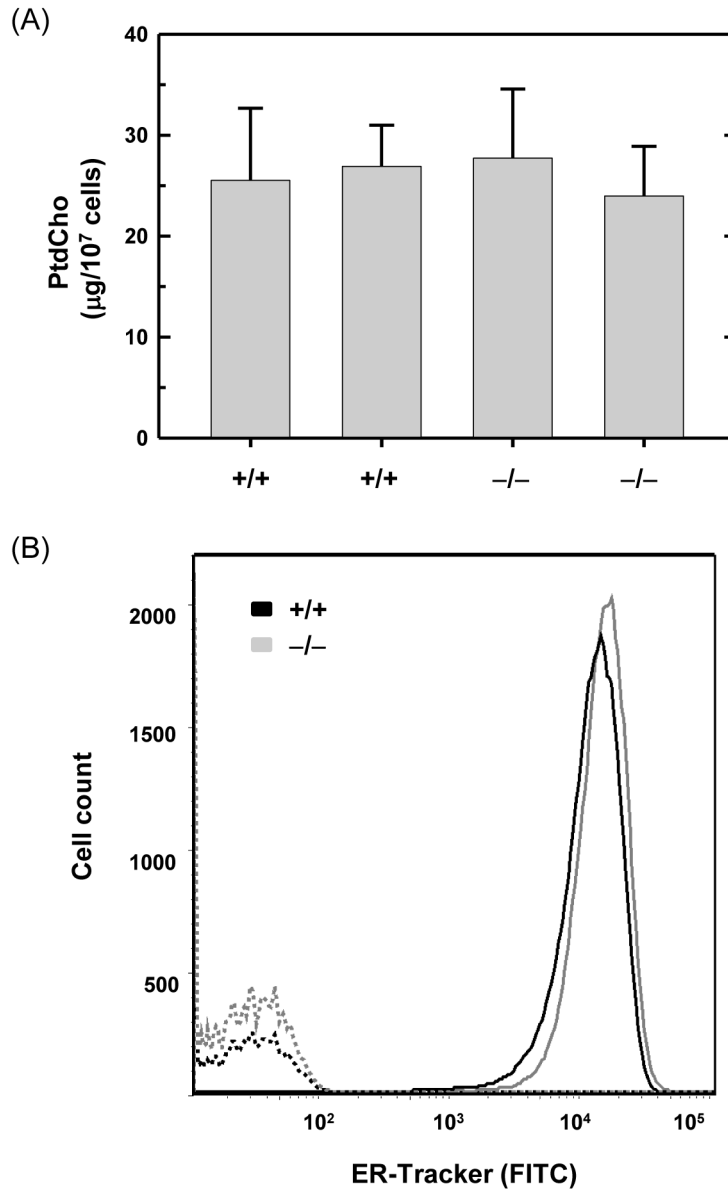 (A)
40
30
20
10
0
PtdCho
(μg/10⁷ cells)
+/+ +/+ –/– –/–
(B)
+/+
–/–
2000
1500
1000
500
Cell count
10² 10³ 10⁴ 10⁵
ER-Tracker (FITC)